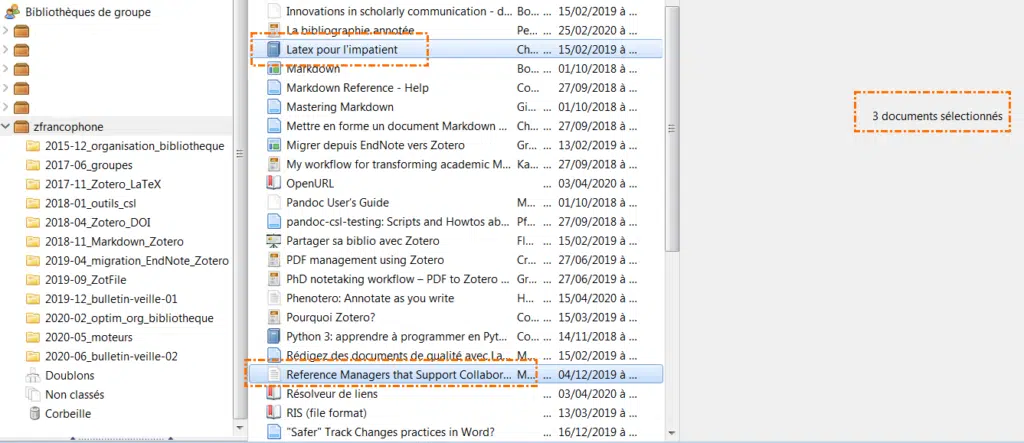 Bibliothèques de groupe
zfrancophone
2015-12_organisation_bibliotheque
2017-06_groupes
2017-11_Zotero_LaTeX
2018-01_outils_csl
2018-04_Zotero_DOI
2018-11_Markdown_Zotero
2019-04_migration_EndNote_Zotero
2019-09_ZotFile
2019-12_bulletin-veille-01
2020-02_optim_org_bibliotheque
2020-05_moteurs
2020-06_bulletin-veille-02
Doublons
Non classés
Corbeille
Innovations in scholarly communication - d... Bo... ... 15/02/2019 à ...
La bibliographie annotée Pe... ... 25/02/2020 à ...
Latex pour l'impatient Ch... ... 15/02/2019 à ...
Markdown Bo... ... 01/10/2018 à ...
Markdown Reference - Help Co... ... 27/09/2018 à ...
Mastering Markdown Gi... ... 01/10/2018 à ...
Mettre en forme un document Markdown ... Ch... ... 27/09/2018 à ...
Migrer depuis EndNote vers Zotero Gr... ... 13/02/2019 à ...
My workflow for transforming academic M... Ka... ... 27/09/2018 à ...
OpenURL ... 03/04/2020 à ...
Pandoc User's Guide M... ... 01/10/2018 à ...
pandoc-csl-testing: Scripts and Howtos ab... Pf... ... 27/09/2018 à ...
Partager sa biblio avec Zotero Fl... ... 15/02/2019 à ...
PDF management using Zotero Cr... ... 27/06/2019 à ...
PhD notetaking workflow – PDF to Zotero ... Gr... ... 27/06/2019 à ...
Phenotero: Annotate as you write H... ... 15/04/2020 à ...
Pourquoi Zotero? Co... ... 15/03/2019 à ...
Python 3: apprendre à programmer en Pyt... Co... ... 14/11/2018 à ...
Rédigez des documents de qualité avec La... M... ... 15/02/2019 à ...
Reference Managers that Support Collabor... M... ... 04/12/2019 à ...
Résolveur de liens ... 03/04/2020 à ...
RIS (file format) ... 13/03/2019 à ...
"Safer" Track Changes practices in Word? ... 16/12/2019 à ...
3 documents sélectionnés